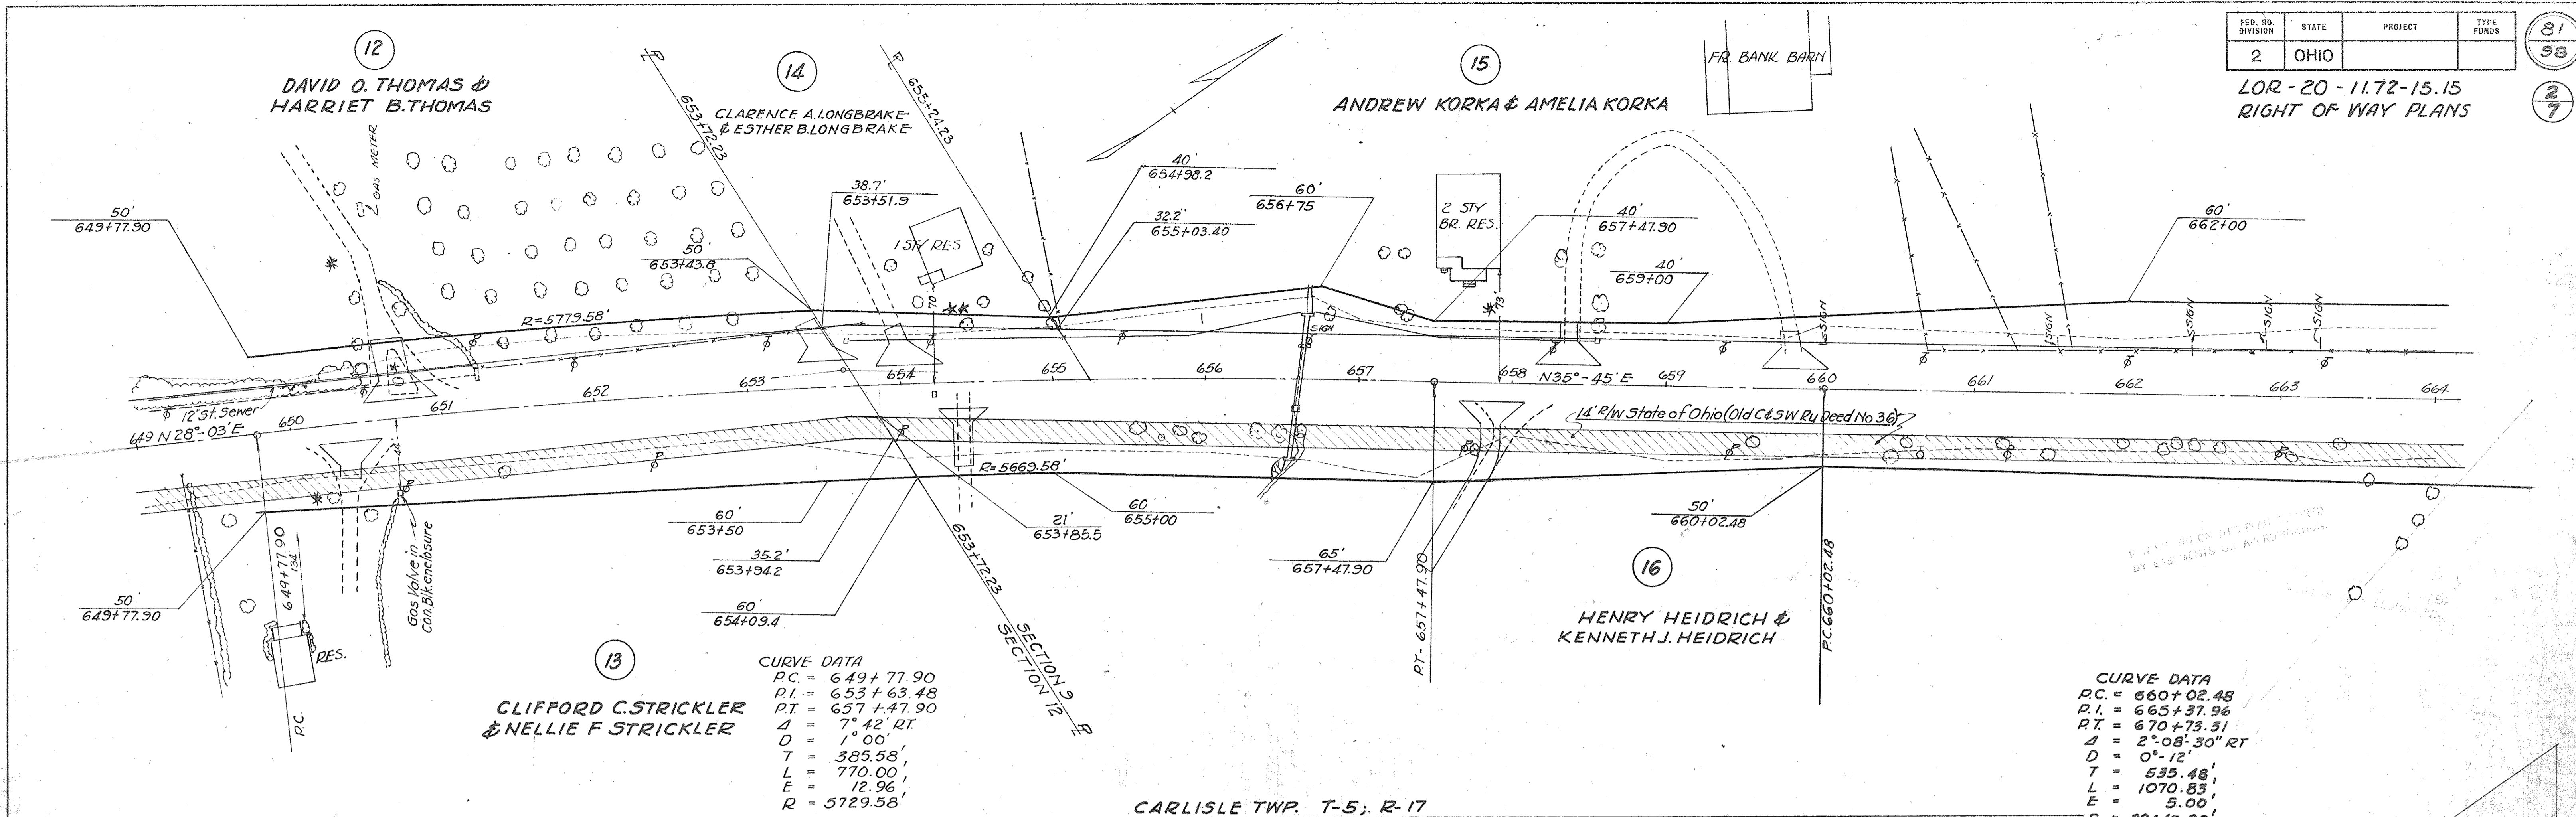 FED. RD. DIVISION STATE PROJECT TYPE FUNDS
2 OHIO
81
98
LOR-20-11.72-15.15
RIGHT OF WAY PLANS
2
7
12
DAVID O. THOMAS &
HARRIET B. THOMAS
14
CLARENCE A. LONGBRAKE
& ESTHER B. LONGBRAKE
15
ANDREW KORKA & AMELIA KORKA
FR. BANK BARN
GAS METER
653+72.23
655+24.23
50'
649+77.90
38.7'
653+51.9
50'
653+43.8
1 STY RES
40'
654+98.2
32.2'
655+03.40
60'
656+75
2 STY
BR. RES.
40'
657+47.90
40'
659+00
60'
662+00
R=5779.58'
70'
73'
SIGN
SIGN
SIGN
SIGN
SIGN
SIGN
12" St. Sewer
649 N 28°-03' E
650
651
652
653
654
655
656
657
658
N35°-45' E
659
660
661
662
663
664
14' R/W State of Ohio (Old C&SW Ry Deed No 36)
44'
R=5669.58'
50'
649+77.90
649+77.90
134'
RES.
P.C.
Gas Valve in
Con. Blk. enclosure
60'
653+50
35.2'
653+94.2
60'
654+09.4
21'
653+85.5
60'
655+00
653+72.23
SECTION 9
SECTION 12
65'
657+47.90
P.T.- 657+47.90
50'
660+02.48
P.C. 660+02.48
13
CLIFFORD C. STRICKLER
& NELLIE F STRICKLER
16
HENRY HEIDRICH &
KENNETH J. HEIDRICH
CURVE DATA
P.C. = 649+77.90
P.I. = 653+63.48
P.T. = 657+47.90
Δ = 7°42' RT.
D = 1°00'
T = 385.58'
L = 770.00'
E = 12.96'
R = 5729.58'
CURVE DATA
P.C. = 660+02.48
P.I. = 665+37.96
P.T. = 670+73.31
Δ = 2°-08'-30" RT
D = 0°-12'
T = 535.48'
L = 1070.83'
E = 5.00'
CARLISLE TWP. T-5; R-17